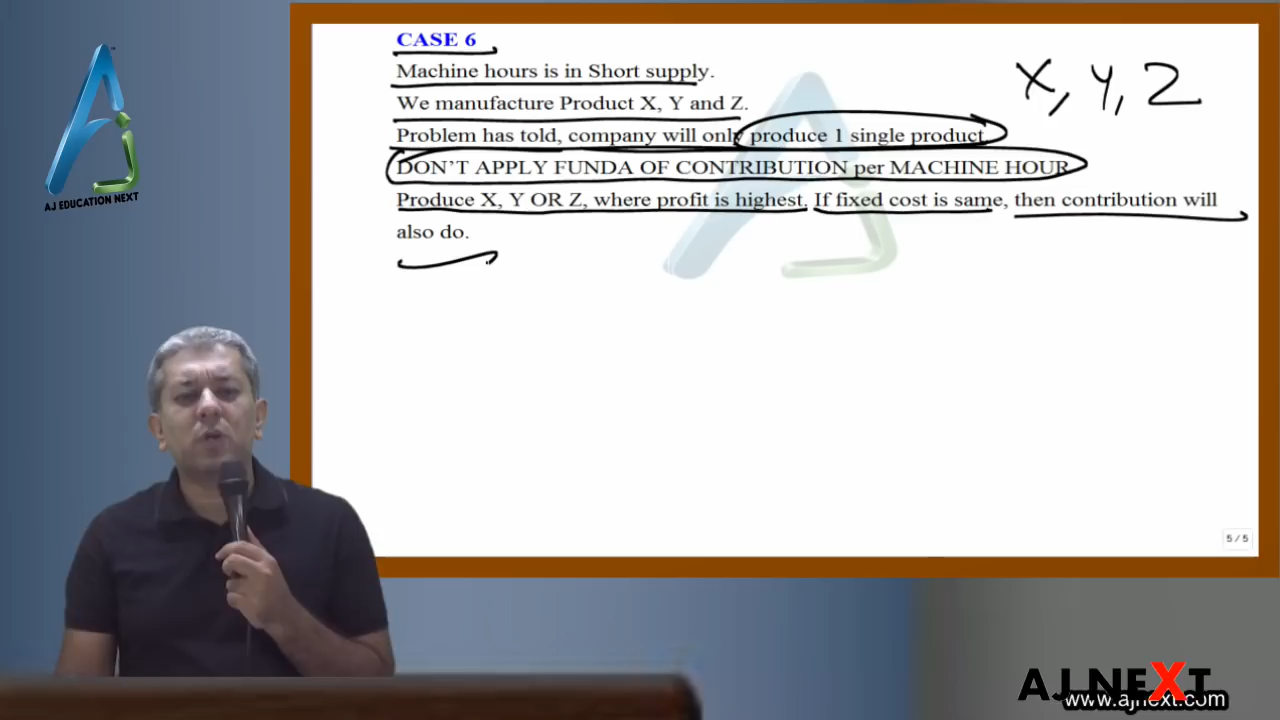 CASE 6
Machine hours is in Short supply.
We manufacture Product X, Y and Z.
X, Y, Z
Problem has told, company will only produce 1 single product
DON'T APPLY FUNDA OF CONTRIBUTION per MACHINE HOUR
Produce X, Y OR Z, where profit is highest. If fixed cost is same, then contribution will
also do.
AJ EDUCATION NEXT
5 / 5
AJ NEXT
www.ajnext.com